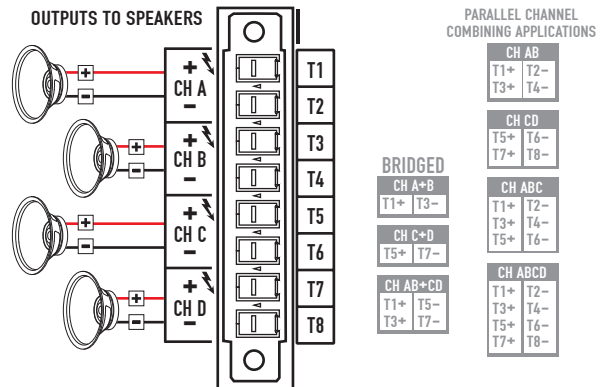 OUTPUTS TO SPEAKERS
+
-
+
CH A
-
+
-
+
CH B
-
+
-
+
CH C
-
+
-
+
CH D
-
T1
T2
T3
T4
T5
T6
T7
T8
BRIDGED
CH A+B
T1+ T3-
CH C+D
T5+ T7-
CH AB+CD
T1+ T5-
T3+ T7-
PARALLEL CHANNEL
COMBINING APPLICATIONS
CH AB
T1+ T2-
T3+ T4-
CH CD
T5+ T6-
T7+ T8-
CH ABC
T1+ T2-
T3+ T4-
T5+ T6-
CH ABCD
T1+ T2-
T3+ T4-
T5+ T6-
T7+ T8-